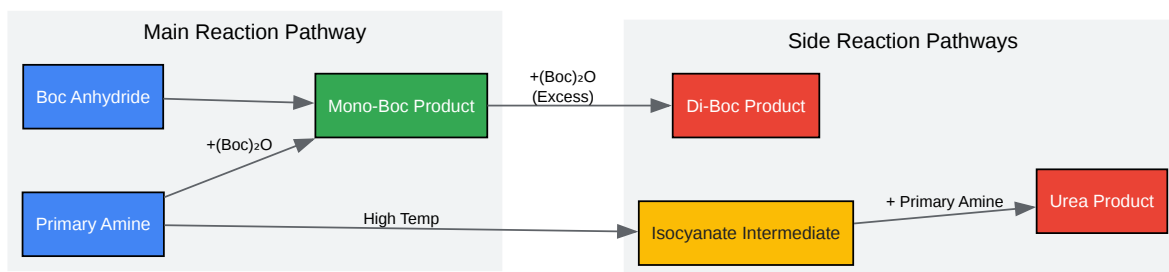 Main Reaction Pathway
Side Reaction Pathways
Boc Anhydride
Mono-Boc Product
+(Boc)₂O
(Excess)
Di-Boc Product
+(Boc)₂O
Primary Amine
High Temp
Isocyanate Intermediate
+ Primary Amine
Urea Product